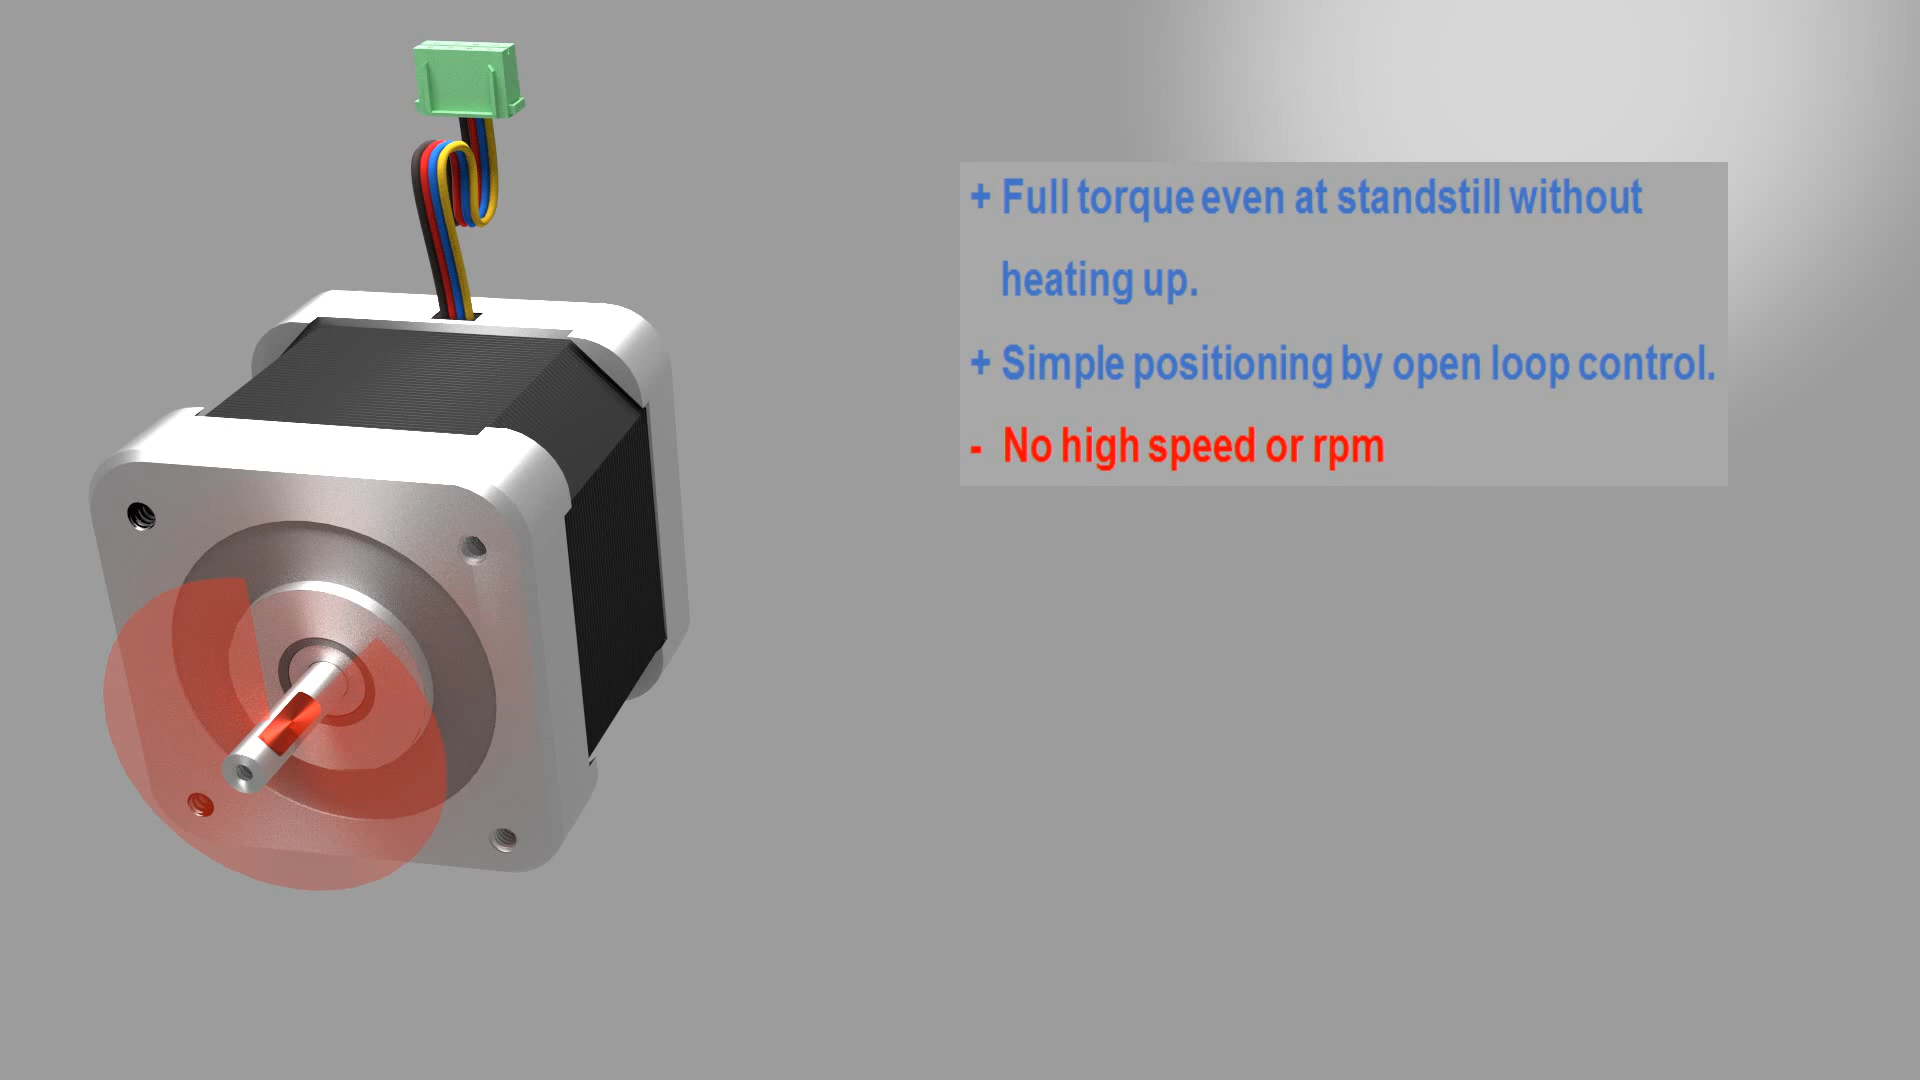 + Full torque even at standstill without
heating up.
+ Simple positioning by open loop control.
- No high speed or rpm